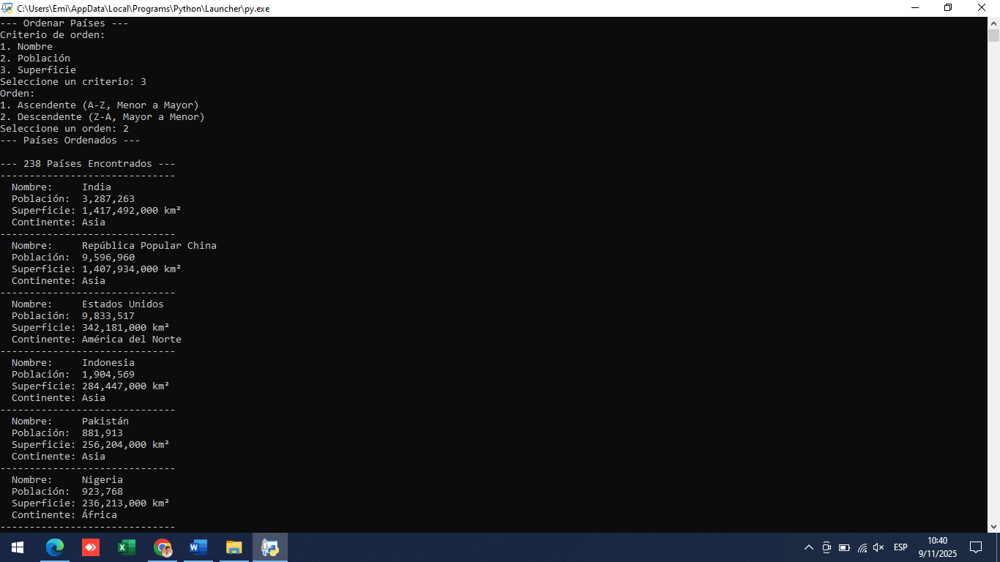 C:\Users\Emi\AppData\Local\Programs\Python\Launcher\py.exe
--- Ordenar Países ---
Criterio de orden:
1. Nombre
2. Población
3. Superficie
Seleccione un criterio: 3
Orden:
1. Ascendente (A-Z, Menor a Mayor)
2. Descendente (Z-A, Mayor a Menor)
Seleccione un orden: 2
--- Países Ordenados ---
--- 238 Países Encontrados ---
------------------------------
Nombre:     India
Población:  3,287,263
Superficie: 1,417,492,000 km²
Continente: Asia
------------------------------
Nombre:     República Popular China
Población:  9,596,960
Superficie: 1,407,934,000 km²
Continente: Asia
------------------------------
Nombre:     Estados Unidos
Población:  9,833,517
Superficie: 342,181,000 km²
Continente: América del Norte
------------------------------
Nombre:     Indonesia
Población:  1,904,569
Superficie: 284,447,000 km²
Continente: Asia
------------------------------
Nombre:     Pakistán
Población:  881,913
Superficie: 256,204,000 km²
Continente: Asia
------------------------------
Nombre:     Nigeria
Población:  923,768
Superficie: 236,213,000 km²
Continente: África
------------------------------
ESP
10:40
9/11/2025